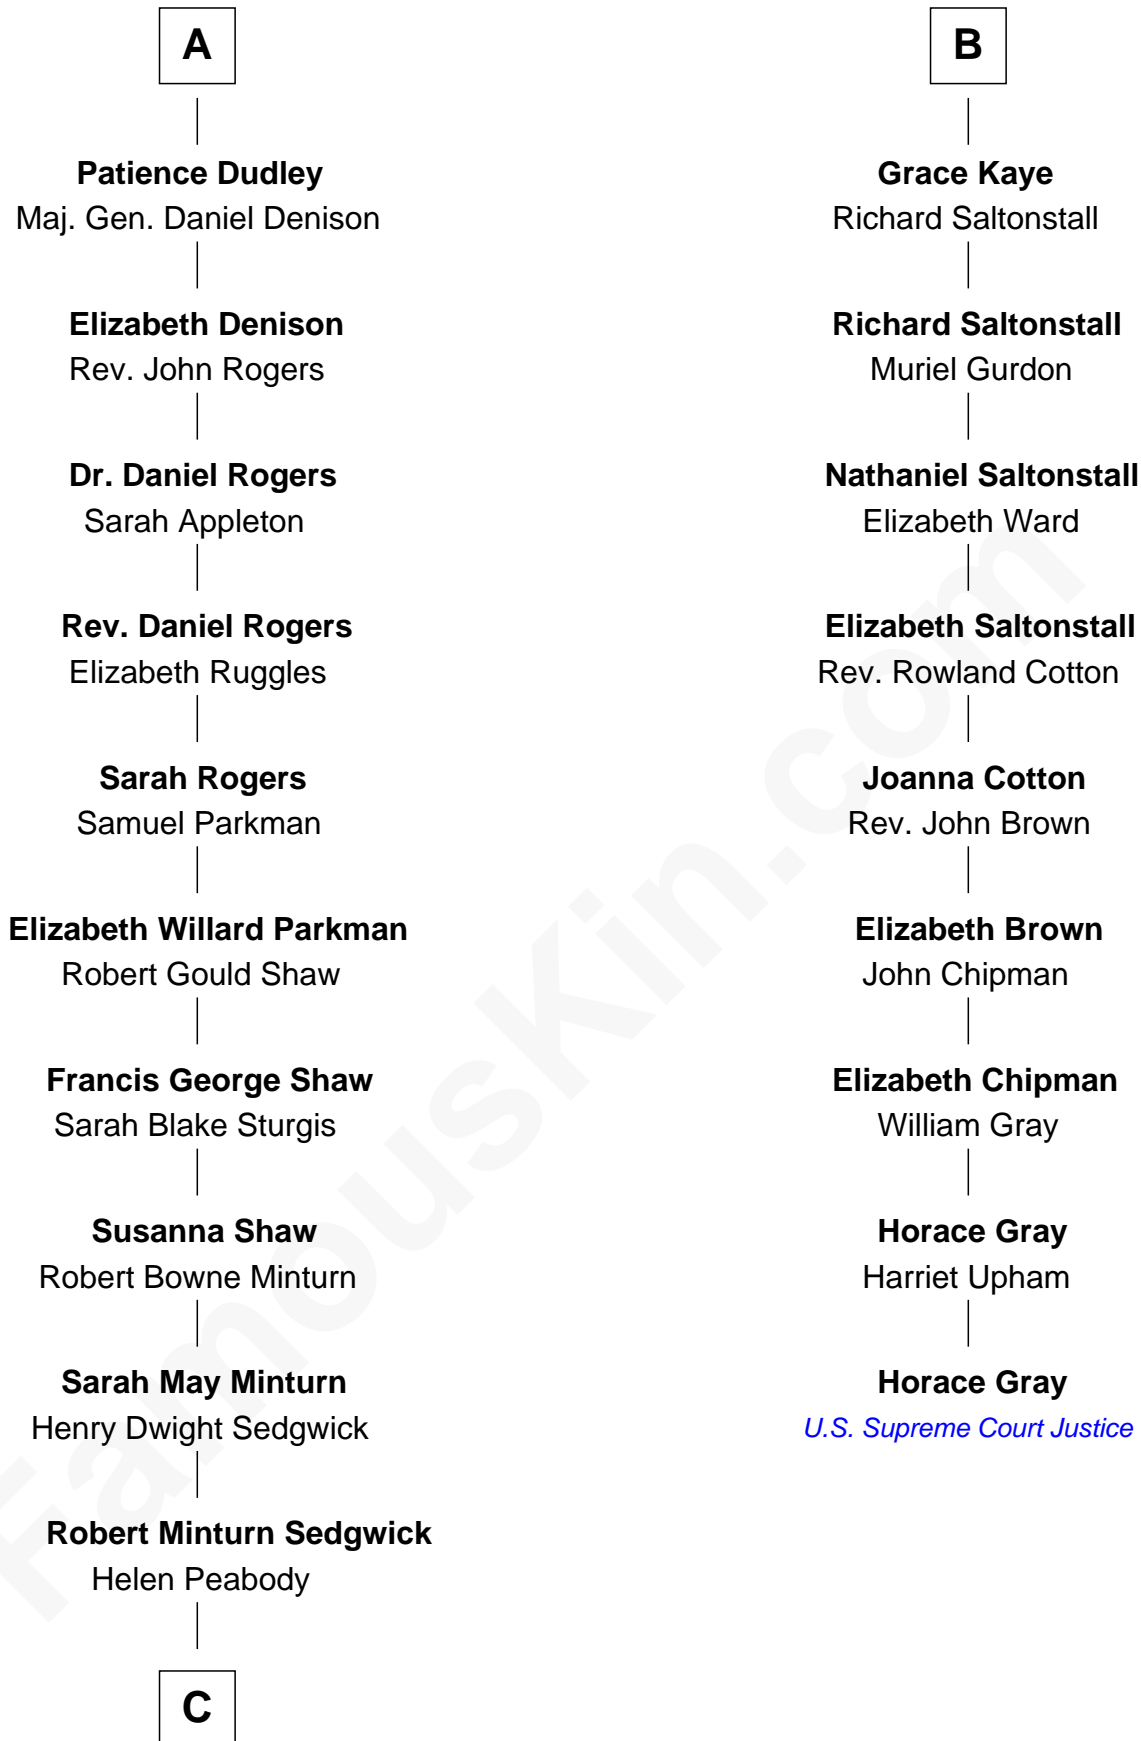 A
Patience Dudley
Maj. Gen. Daniel Denison
Elizabeth Denison
Rev. John Rogers
Dr. Daniel Rogers
Sarah Appleton
Rev. Daniel Rogers
Elizabeth Ruggles
Sarah Rogers
Samuel Parkman
Elizabeth Willard Parkman
Robert Gould Shaw
Francis George Shaw
Sarah Blake Sturgis
Susanna Shaw
Robert Bowne Minturn
Sarah May Minturn
Henry Dwight Sedgwick
Robert Minturn Sedgwick
Helen Peabody
C
B
Grace Kaye
Richard Saltonstall
Richard Saltonstall
Muriel Gurdon
Nathaniel Saltonstall
Elizabeth Ward
Elizabeth Saltonstall
Rev. Rowland Cotton
Joanna Cotton
Rev. John Brown
Elizabeth Brown
John Chipman
Elizabeth Chipman
William Gray
Horace Gray
Harriet Upham
Horace Gray
U.S. Supreme Court Justice
FamousKin.com